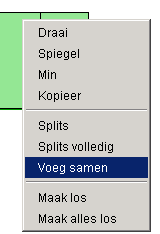 Draai
Spiegel
Min
Kopieer
Splits
Splits volledig
Voeg samen
Maak los
Maak alles los